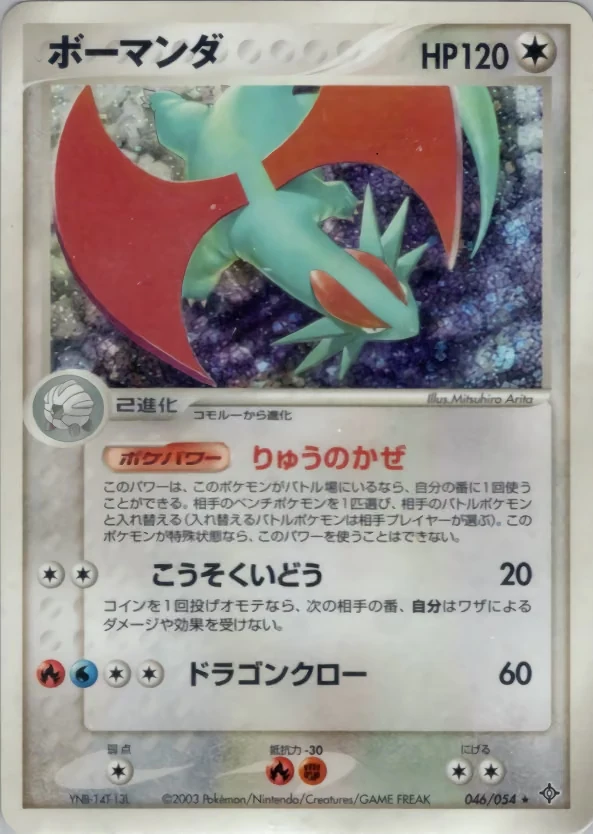 ボーマンダ HP120
Illus. Mitsuhiro Arita
2進化 コモルーから進化
ポケパワー りゅうのかぜ
このパワーは、このポケモンがバトル場にいるなら、自分の番に1回使う
ことができる。相手のベンチポケモンを1匹選び、相手のバトルポケモン
と入れ替える（入れ替えるバトルポケモンは相手プレイヤーが選ぶ）。この
ポケモンが特殊状態なら、このパワーを使うことはできない。
こうそくいどう 20
コインを1回投げオモテなら、次の相手の番、自分はワザによる
ダメージや効果を受けない。
ドラゴンクロー 60
弱点 抵抗力 -30 にげる
©2003 Pokémon/Nintendo/Creatures/GAME FREAK 046/054 ★